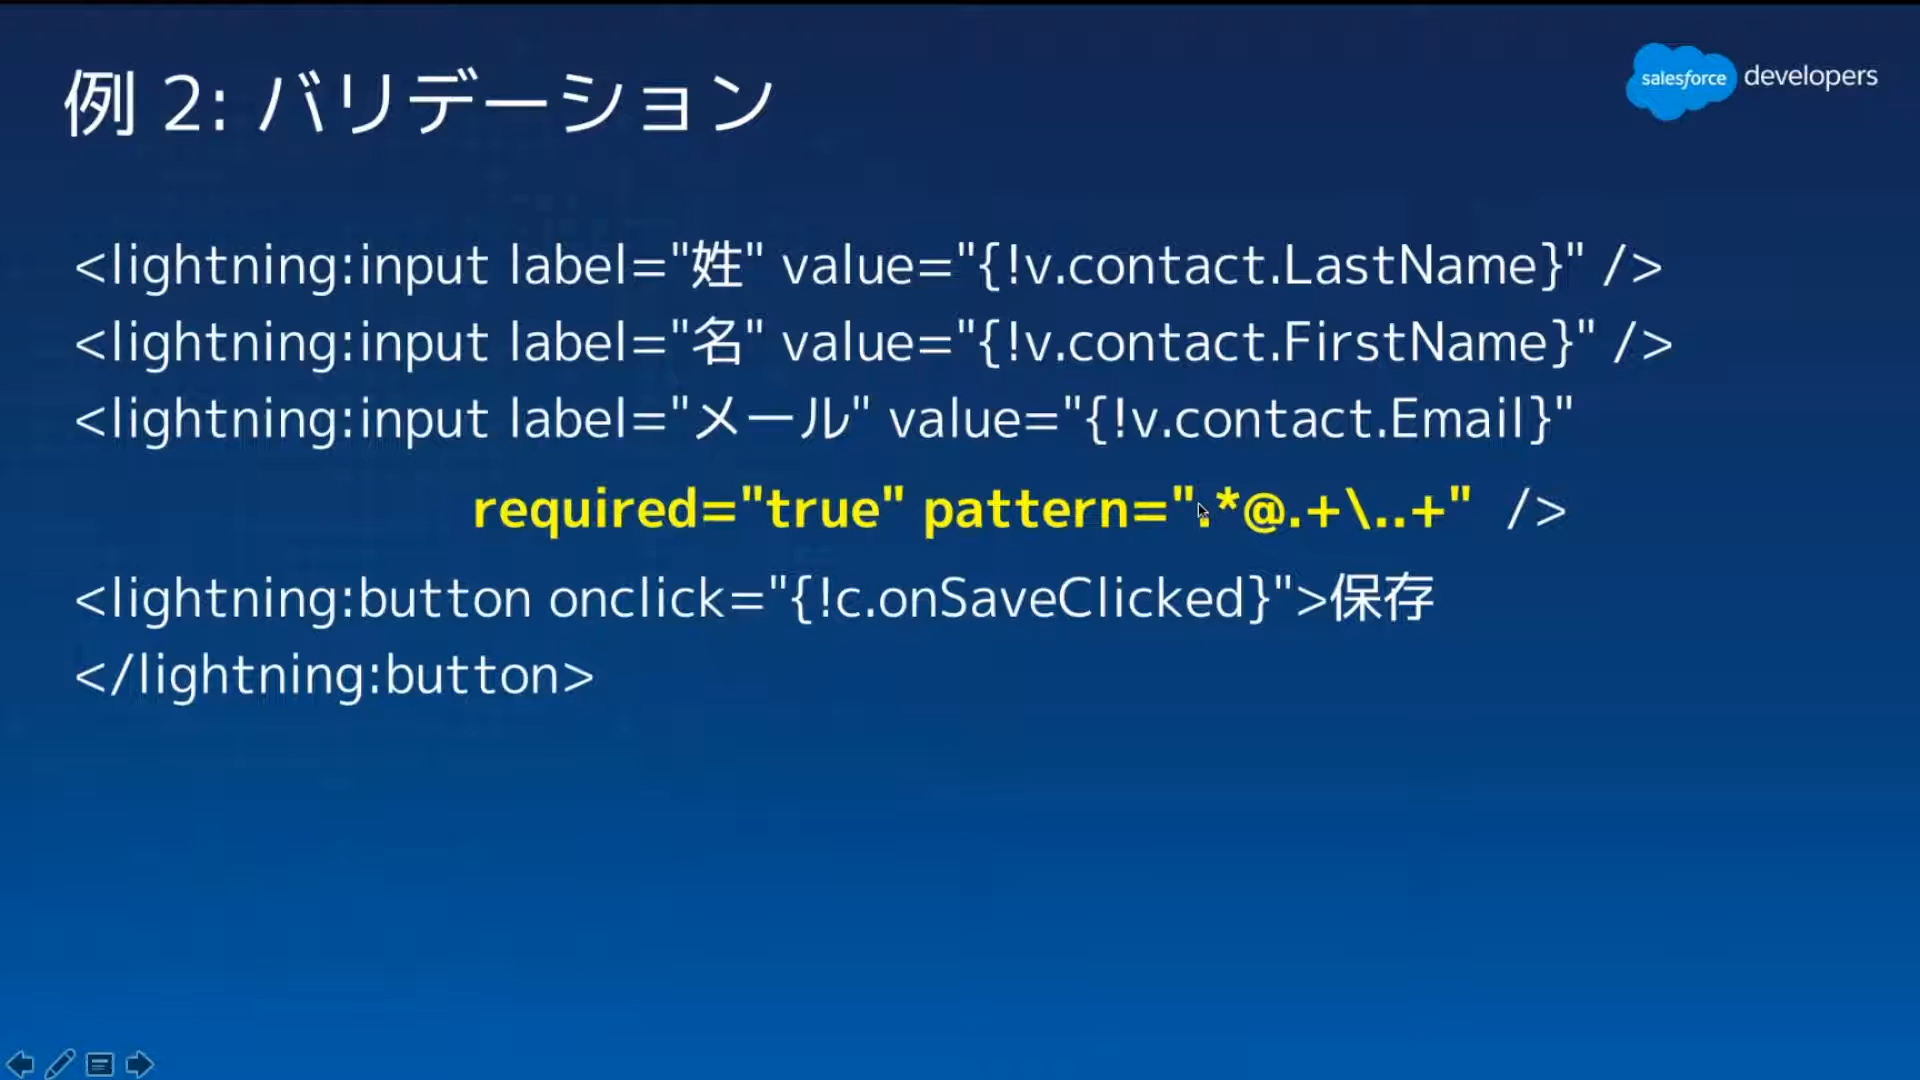 例 2: バリデーション
salesforce developers
<lightning:input label="姓" value="{!v.contact.LastName}" />
<lightning:input label="名" value="{!v.contact.FirstName}" />
<lightning:input label="メール" value="{!v.contact.Email}"
required="true" pattern=".*@.+\..+" />
<lightning:button onclick="{!c.onSaveClicked}">保存
</lightning:button>